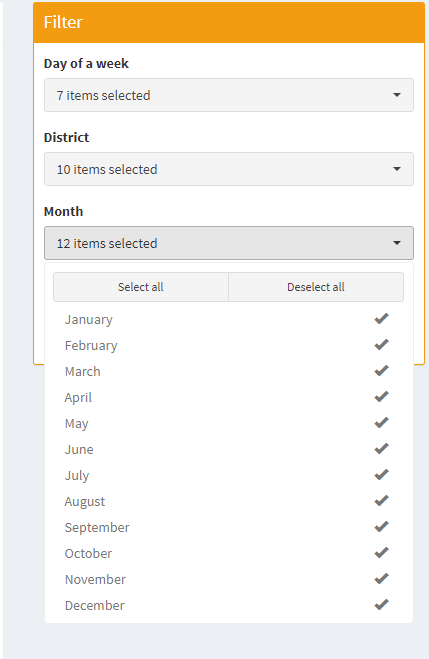 Filter
Day of a week
7 items selected
District
10 items selected
Month
12 items selected
Select all Deselect all
January
February
March
April
May
June
July
August
September
October
November
December